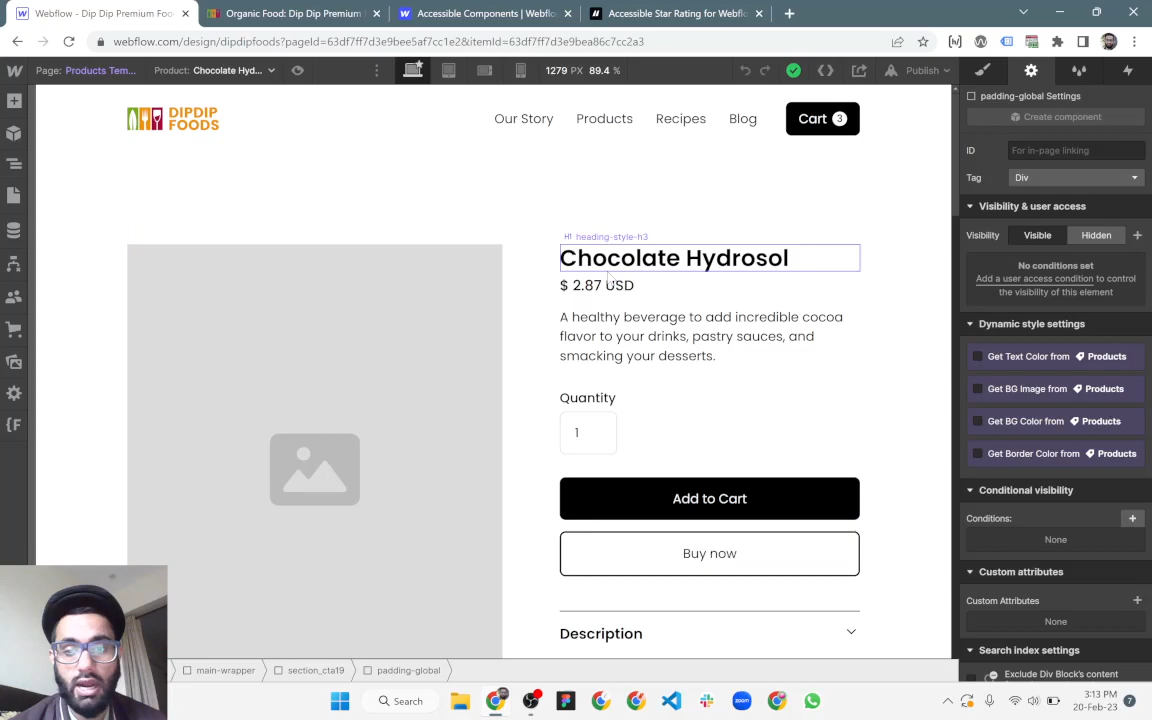 Webflow - Dip Dip Premium Foo
Organic Food: Dip Dip Premium F
Accessible Components | Webflow
Accessible Star Rating for Webflo
webflow.com/design/dipdipfoods?pageId=63df7ff7d3e9bee5af7cc1e2&itemId=63df7ff7d3e9bea86c7cc2a3
Page: Products Tem...
Product: Chocolate Hyd...
1279 PX 89.4 %
Publish
padding-global Settings
Create component
ID
For in-page linking
Tag
Div
Visibility & user access
Visibility
Visible
Hidden
No conditions set
Add a user access condition to control
the visibility of this element
Dynamic style settings
Get Text Color from Products
Get BG Image from Products
Get BG Color from Products
Get Border Color from Products
Conditional visibility
Conditions:
None
Custom attributes
Custom Attributes
None
Search index settings
Exclude Div Block's content
DIPDIP
FOODS
Our Story
Products
Recipes
Blog
Cart 3
H1 heading-style-h3
Chocolate Hydrosol
$ 2.87 USD
A healthy beverage to add incredible cocoa
flavor to your drinks, pastry sauces, and
smacking your desserts.
Quantity
1
Add to Cart
Buy now
Description
main-wrapper
section_cta19
padding-global
Search
3:13 PM
20-Feb-23
7